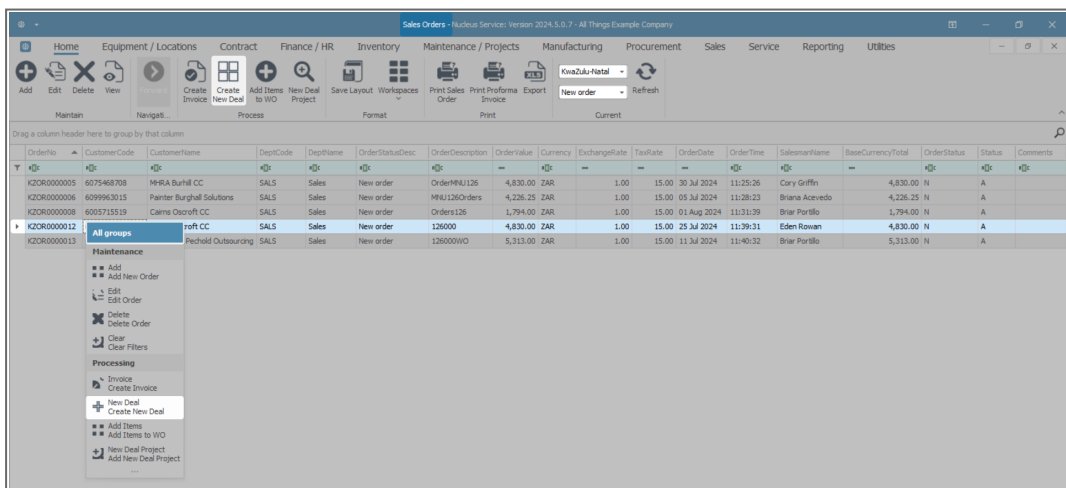 Sales Orders - Nucleus Service: Version 2024.5.0.7 - All Things Example Company
Home Equipment / Locations Contract Finance / HR Inventory Maintenance / Projects Manufacturing Procurement Sales Service Reporting Utilities
Add Edit Delete View Forward Create Invoice Create New Deal Add Items to WO New Deal Project Save Layout Workspaces Print Sales Order Print Proforma Invoice Export XLS KwaZulu-Natal New order Refresh
Maintain Navigati... Process Format Print Current
Drag a column header here to group by that column
OrderNo CustomerCode CustomerName DeptCode DeptName OrderStatusDesc OrderDescription OrderValue Currency ExchangeRate TaxRate OrderDate OrderTime SalesmanName BaseCurrencyTotal OrderStatus Status Comments
KZOR0000005 6075468708 MHRA Burhill CC SALS Sales New order OrderMNU126 4,830.00 ZAR 1.00 15.00 30 Jul 2024 11:25:26 Cory Griffin 4,830.00 N A
KZOR0000006 6099963015 Painter Burghall Solutions SALS Sales New order MNU126Orders 4,226.25 ZAR 1.00 15.00 05 Jul 2024 11:28:23 Briana Acevedo 4,226.25 N A
KZOR0000008 6005715519 Cairns Oscroft CC SALS Sales New order Orders126 1,794.00 ZAR 1.00 15.00 01 Aug 2024 11:31:39 Briar Portillo 1,794.00 N A
KZOR0000012 roft CC SALS Sales New order 126000 4,830.00 ZAR 1.00 15.00 25 Jul 2024 11:39:31 Eden Rowan 4,830.00 N A
KZOR0000013 Pechold Outsourcing SALS Sales New order 126000WO 5,313.00 ZAR 1.00 15.00 11 Jul 2024 11:40:32 Briar Portillo 5,313.00 N A
All groups
Maintenance
Add
Add New Order
Edit
Edit Order
Delete
Delete Order
Clear
Clear Filters
Processing
Invoice
Create Invoice
New Deal
Create New Deal
Add Items
Add Items to WO
New Deal Project
Add New Deal Project